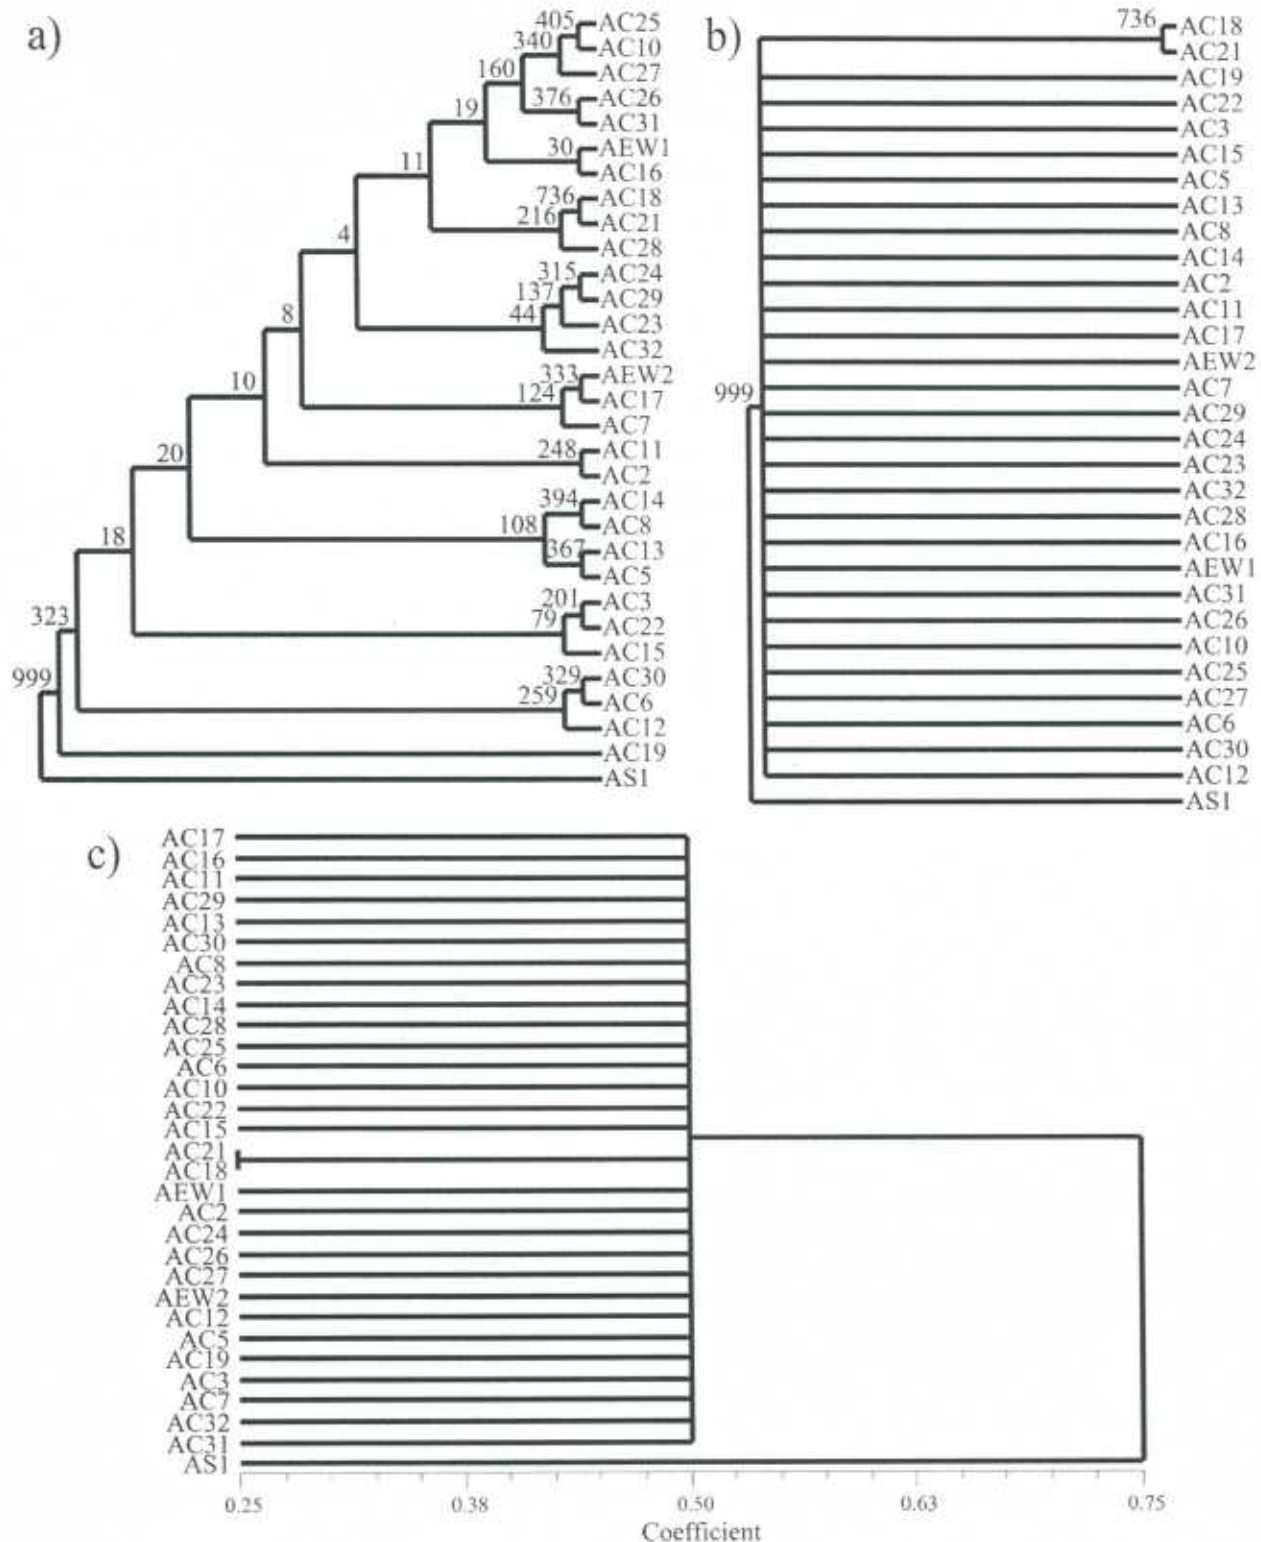 a)
405
AC25
340
AC10
160
AC27
376
AC26
19
AC31
30
AEW1
11
AC16
736
AC18
216
AC21
AC28
4
315
AC24
137
AC29
44
AC23
AC32
8
333
AEW2
124
AC17
AC7
10
248
AC11
AC2
20
394
AC14
108
AC8
367
AC13
AC5
18
201
AC3
79
AC22
AC15
323
329
AC30
259
AC6
AC12
999
AC19
AS1
b)
736
AC18
AC21
AC19
AC22
AC3
AC15
AC5
AC13
AC8
AC14
AC2
AC11
AC17
AEW2
999
AC7
AC29
AC24
AC23
AC32
AC28
AC16
AEW1
AC31
AC26
AC10
AC25
AC27
AC6
AC30
AC12
AS1
c)
AC17
AC16
AC11
AC29
AC13
AC30
AC8
AC23
AC14
AC28
AC25
AC6
AC10
AC22
AC15
AC21
AC18
AEW1
AC2
AC24
AC26
AC27
AEW2
AC12
AC5
AC19
AC3
AC7
AC32
AC31
AS1
0.25 0.38 0.50 0.63 0.75
Coefficient